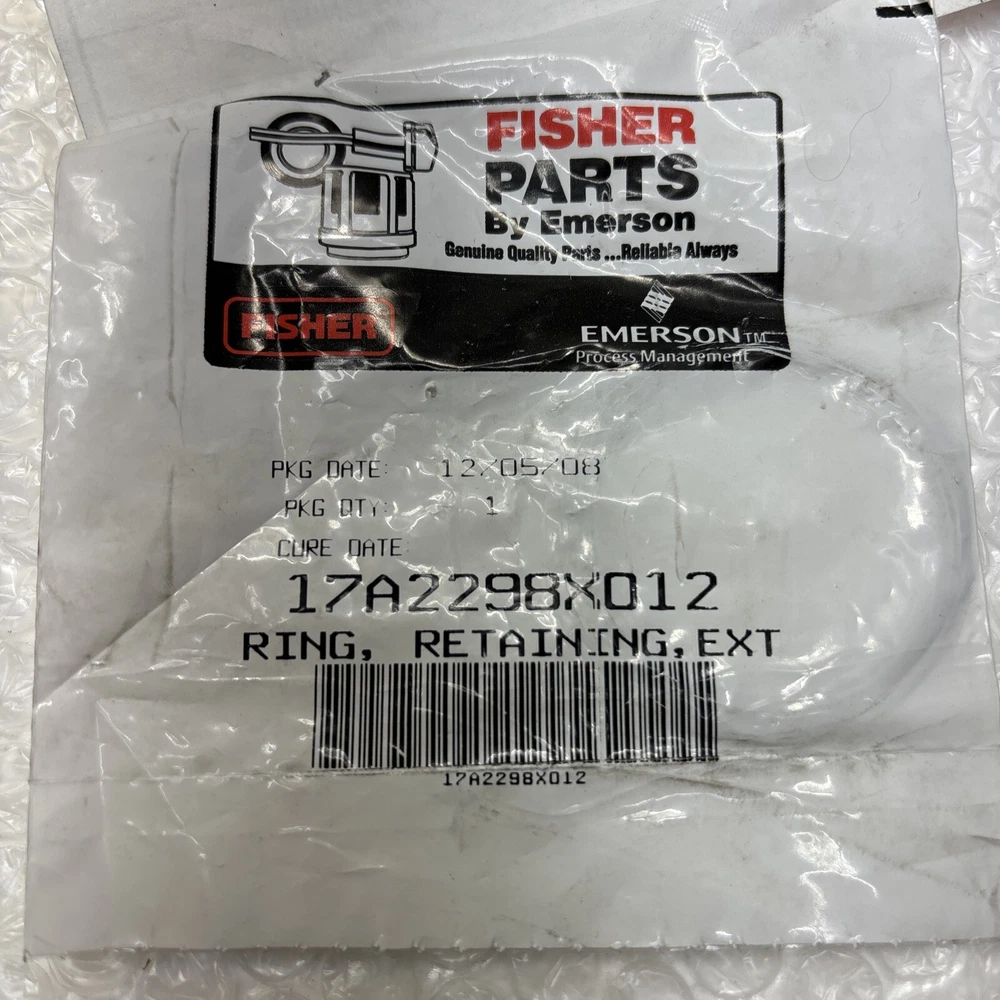 FISHER
PARTS
By Emerson
Genuine Quality Parts ...Reliable Always
FISHER
EMERSON TM
Process Management
PKG DATE: 12/05/08
PKG QTY: 1
CURE DATE:
17A2298X012
RING, RETAINING, EXT
17A2298X012